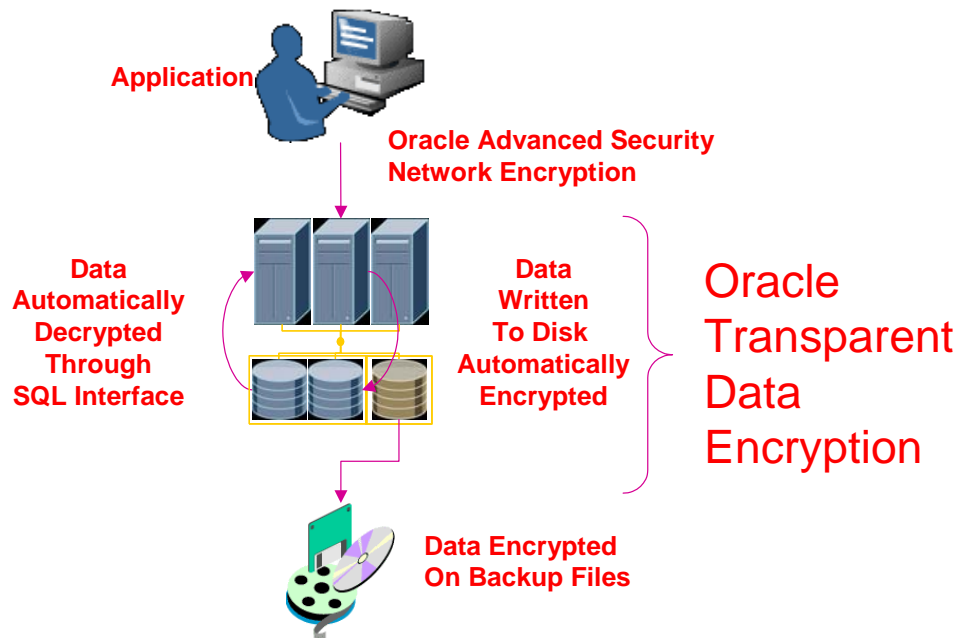 Application
Oracle Advanced Security
Network Encryption
Data
Automatically
Decrypted
Through
SQL Interface
Data
Written
To Disk
Automatically
Encrypted
Oracle
Transparent
Data
Encryption
Data Encrypted
On Backup Files